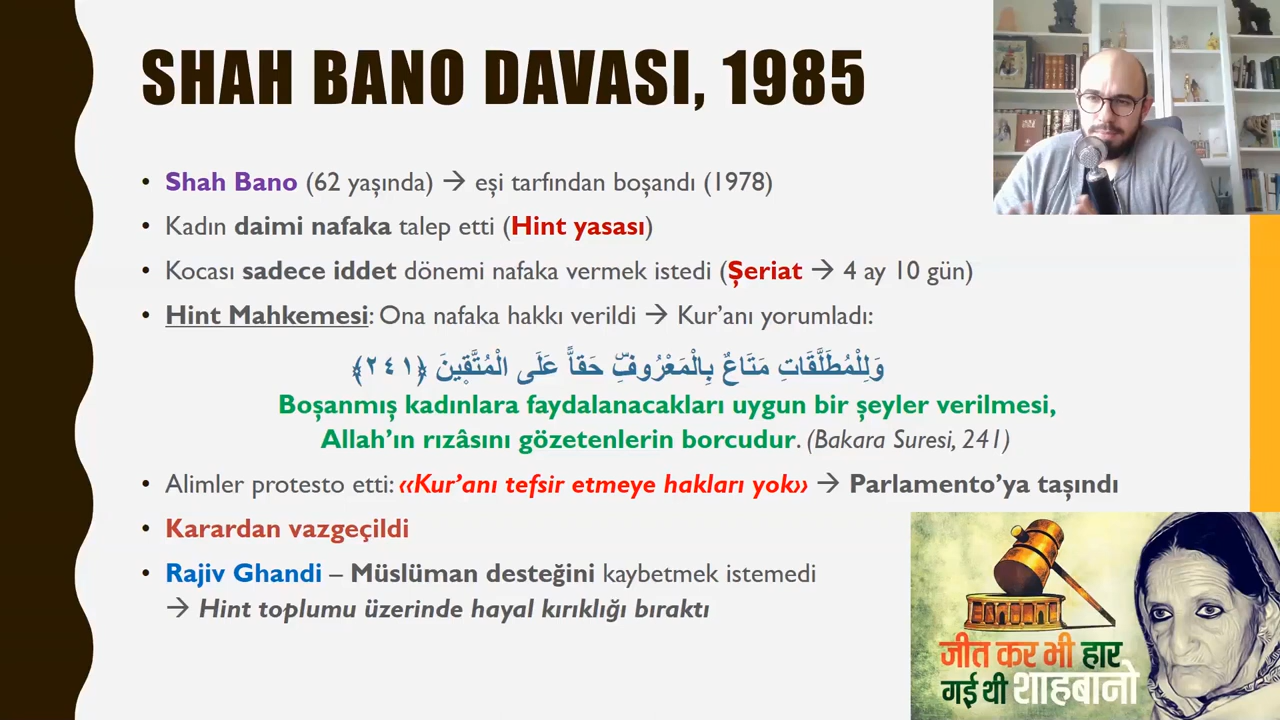 SHAH BANO DAVASI, 1985
• Shah Bano (62 yaşında) → eşi tarfından boşandı (1978)
• Kadın daimi nafaka talep etti (Hint yasası)
• Kocası sadece iddet dönemi nafaka vermek istedi (Şeriat → 4 ay 10 gün)
• Hint Mahkemesi: Ona nafaka hakkı verildi → Kur’anı yorumladı:
وَلِلْمُطَلَّقَاتِ مَتَاعٌ بِالْمَعْرُوفِۜ حَقاًّ عَلَى الْمُتَّق۪ينَ ﴿٢٤١﴾
Boşanmış kadınlara faydalanacakları uygun bir şeyler verilmesi,
Allah’ın rızâsını gözetenlerin borcudur. (Bakara Suresi, 241)
• Alimler protesto etti: «Kur’anı tefsir etmeye hakları yok» → Parlamento’ya taşındı
• Karardan vazgeçildi
• Rajiv Ghandi – Müslüman desteğini kaybetmek istemedi
→ Hint toplumu üzerinde hayal kırıklığı bıraktı
जीत कर भी हार
गई थी शाहबानो